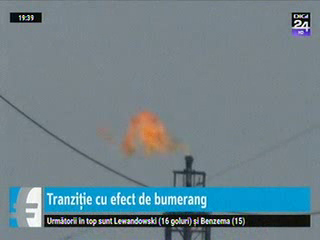 19:39
DIGI
24
HD
Tranziție cu efect de bumerang
Următorii în top sunt Lewandowski (16 goluri) și Benzema (15)